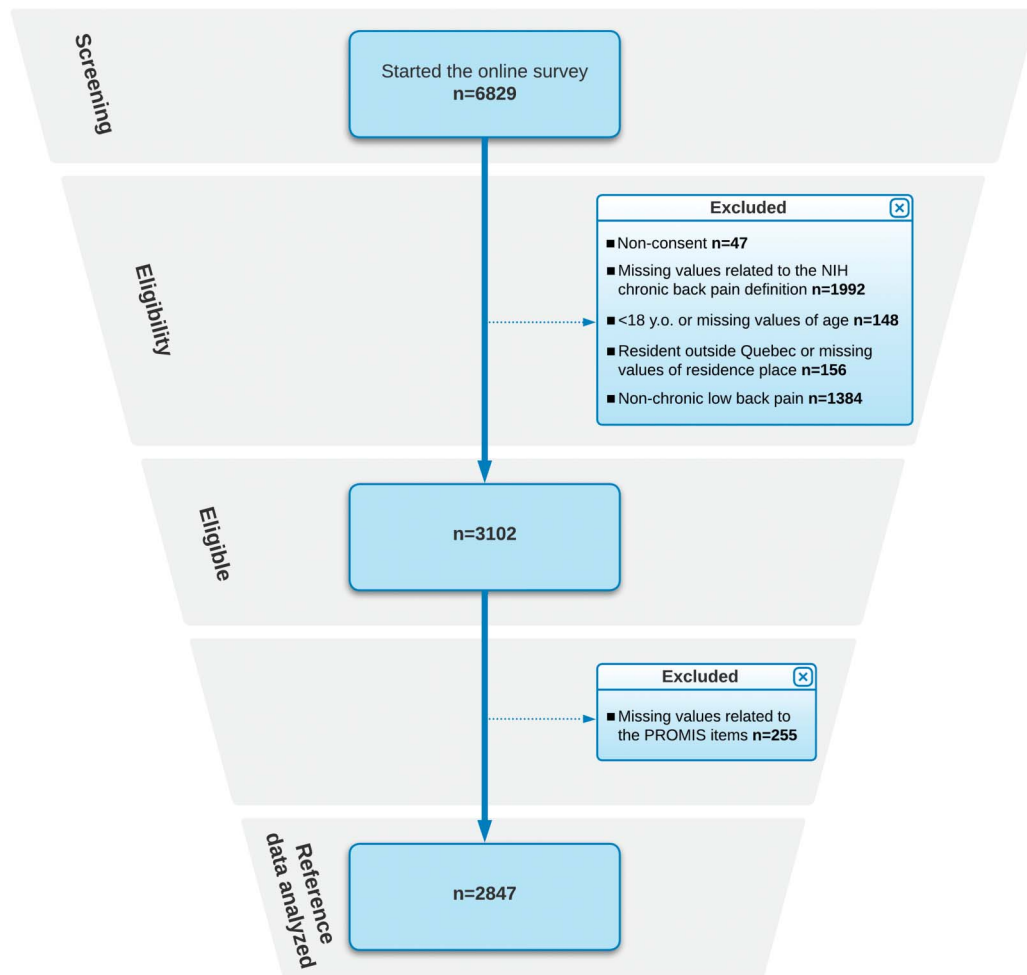 Screening
Started the online survey
n=6829
Eligibility
Excluded
■ Non-consent n=47
■ Missing values related to the NIH
chronic back pain definition n=1992
■ <18 y.o. or missing values of age n=148
■ Resident outside Quebec or missing
values of residence place n=156
■ Non-chronic low back pain n=1384
Eligible
n=3102
Excluded
■ Missing values related to
the PROMIS items n=255
Reference
data analyzed
n=2847